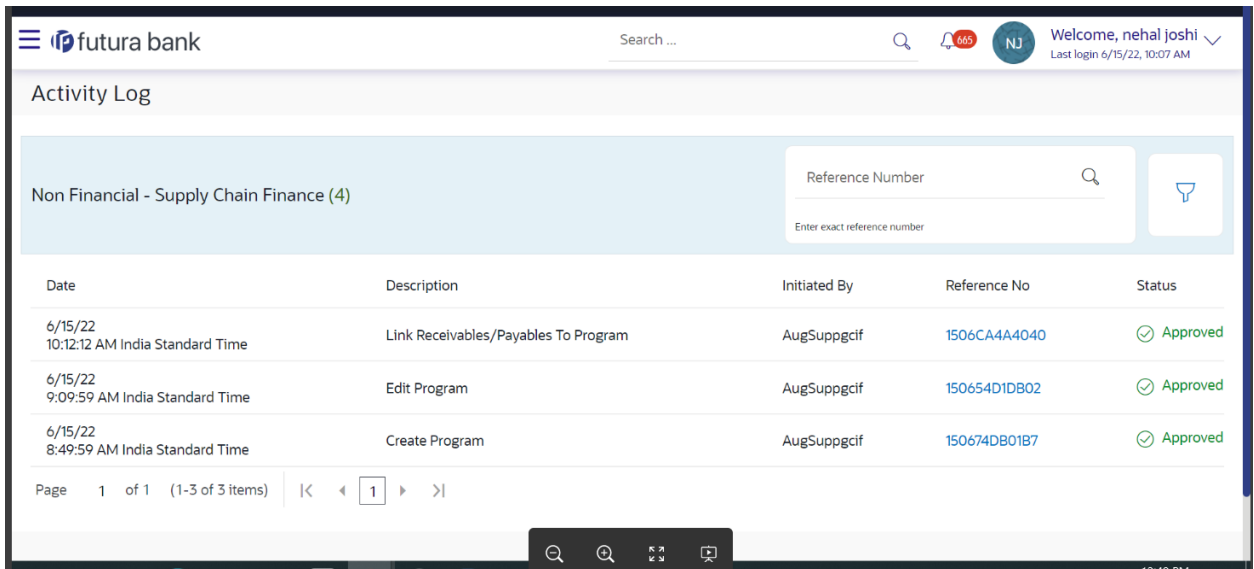 futura bank
Search ...
665
NJ
Welcome, nehal joshi
Last login 6/15/22, 10:07 AM
Activity Log
Non Financial - Supply Chain Finance (4)
Reference Number
Enter exact reference number
Date Description Initiated By Reference No Status
6/15/22
10:12:12 AM India Standard Time Link Receivables/Payables To Program AugSuppgcif 1506CA4A4040 Approved
6/15/22
9:09:59 AM India Standard Time Edit Program AugSuppgcif 150654D1DB02 Approved
6/15/22
8:49:59 AM India Standard Time Create Program AugSuppgcif 150674DB01B7 Approved
Page 1 of 1 (1-3 of 3 items) 1